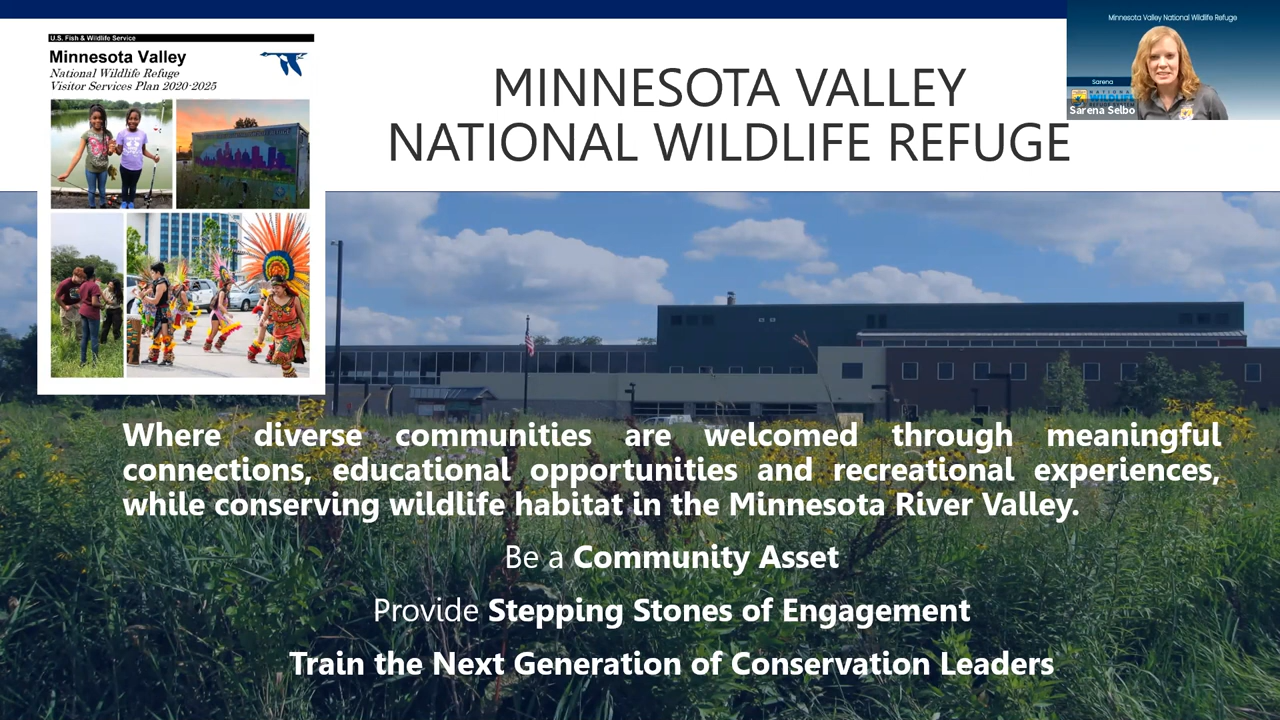 U.S. Fish & Wildlife Service
Minnesota Valley
National Wildlife Refuge
Visitor Services Plan 2020-2025
MINNESOTA VALLEY
NATIONAL WILDLIFE REFUGE
Minnesota Valley National Wildlife Refuge
Sarena
NATIONAL
WILDLIFE
Sarena Selbo
Where diverse communities are welcomed through meaningful
connections, educational opportunities and recreational experiences,
while conserving wildlife habitat in the Minnesota River Valley.
Be a Community Asset
Provide Stepping Stones of Engagement
Train the Next Generation of Conservation Leaders